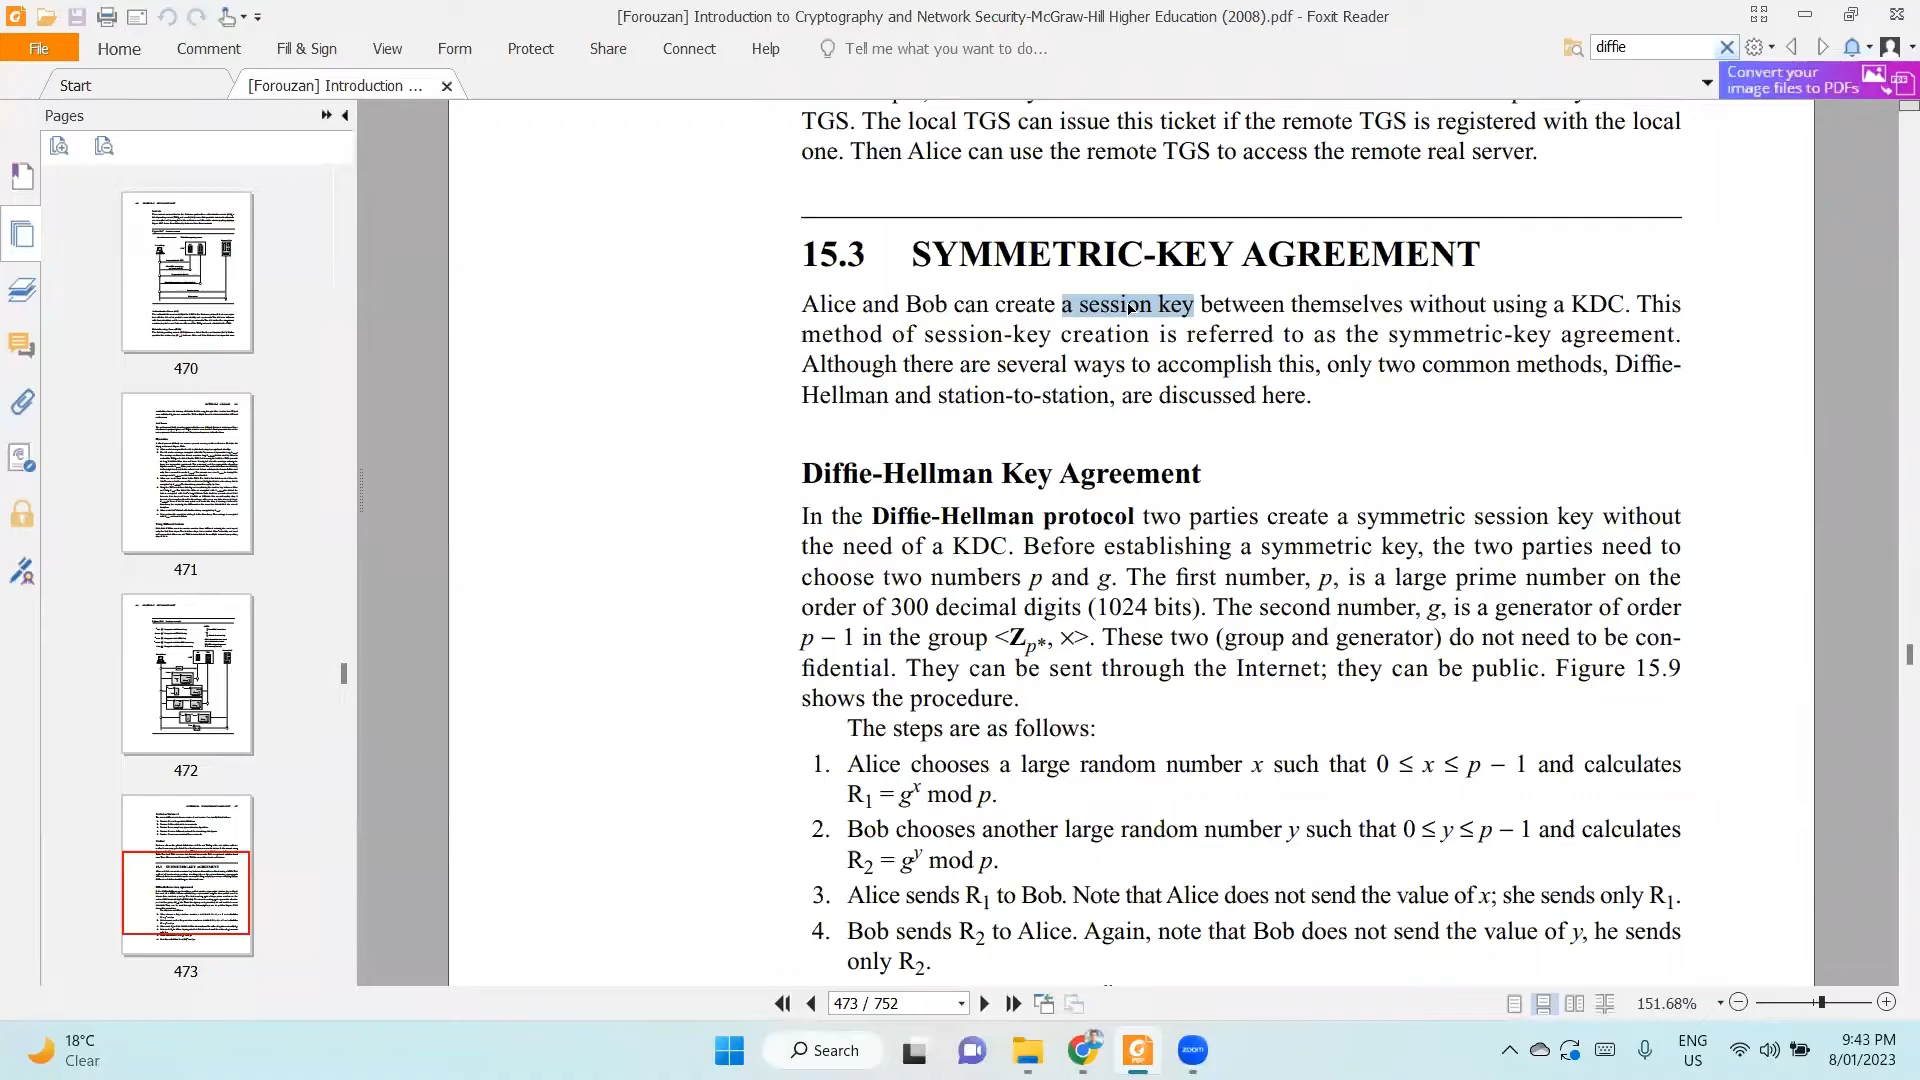 [Forouzan] Introduction to Cryptography and Network Security-McGraw-Hill Higher Education (2008).pdf - Foxit Reader
File Home Comment Fill & Sign View Form Protect Share Connect Help Tell me what you want to do... diffie
Start [Forouzan] Introduction ...
Convert your
image files to PDFs
Pages
470
471
472
473
TGS. The local TGS can issue this ticket if the remote TGS is registered with the local
one. Then Alice can use the remote TGS to access the remote real server.
15.3 SYMMETRIC-KEY AGREEMENT
Alice and Bob can create a session key between themselves without using a KDC. This
method of session-key creation is referred to as the symmetric-key agreement.
Although there are several ways to accomplish this, only two common methods, Diffie-
Hellman and station-to-station, are discussed here.
Diffie-Hellman Key Agreement
In the Diffie-Hellman protocol two parties create a symmetric session key without
the need of a KDC. Before establishing a symmetric key, the two parties need to
choose two numbers p and g. The first number, p, is a large prime number on the
order of 300 decimal digits (1024 bits). The second number, g, is a generator of order
p − 1 in the group <Zp*, ×>. These two (group and generator) do not need to be con-
fidential. They can be sent through the Internet; they can be public. Figure 15.9
shows the procedure.
The steps are as follows:
1. Alice chooses a large random number x such that 0 ≤ x ≤ p − 1 and calculates
R1 = g^x mod p.
2. Bob chooses another large random number y such that 0 ≤ y ≤ p − 1 and calculates
R2 = g^y mod p.
3. Alice sends R1 to Bob. Note that Alice does not send the value of x; she sends only R1.
4. Bob sends R2 to Alice. Again, note that Bob does not send the value of y, he sends
only R2.
473 / 752
151.68%
18°C
Clear
Search
zoom
ENG
US
9:43 PM
8/01/2023